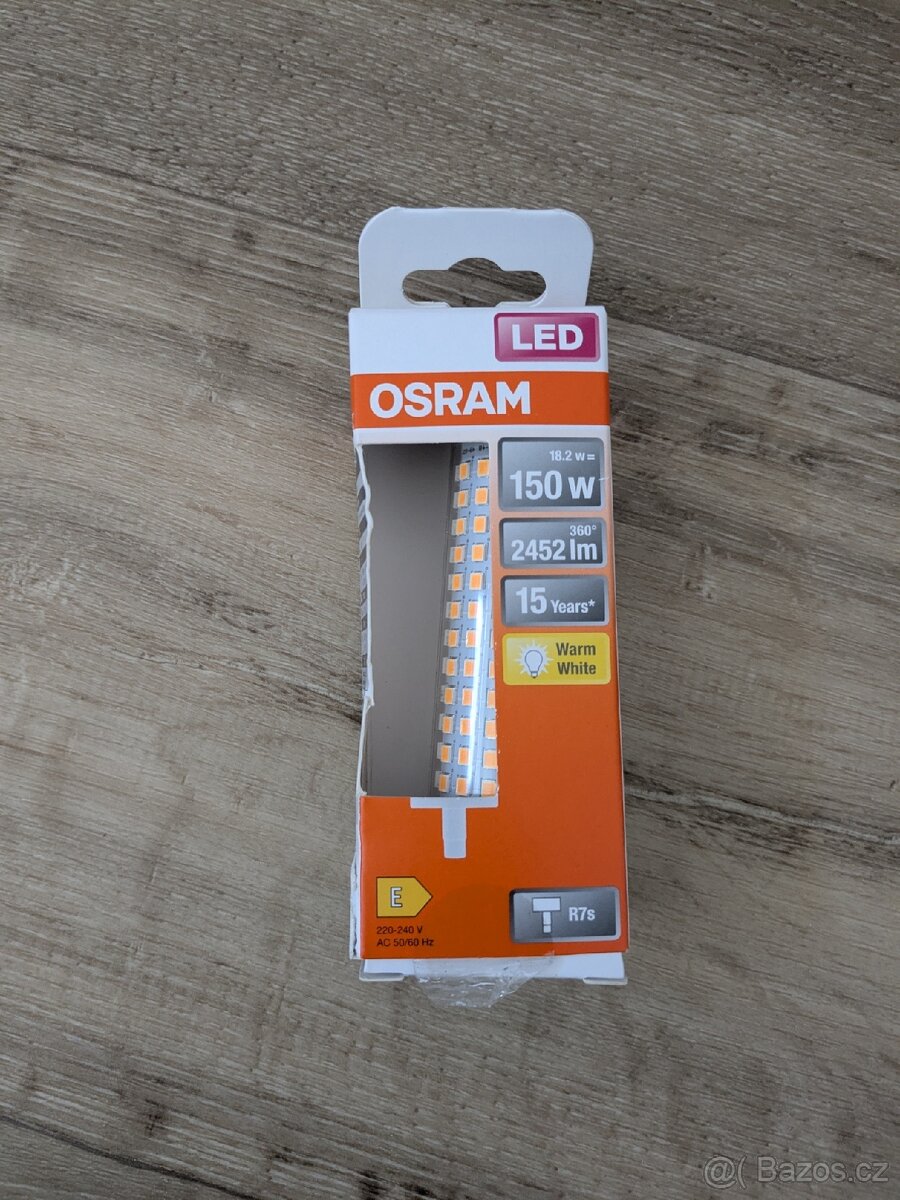 LED
OSRAM
18.2 W =
150 W
360°
2452 lm
15 Years*
Warm
White
E
220-240 V
AC 50/60 Hz
R7s
@( Bazos.cz